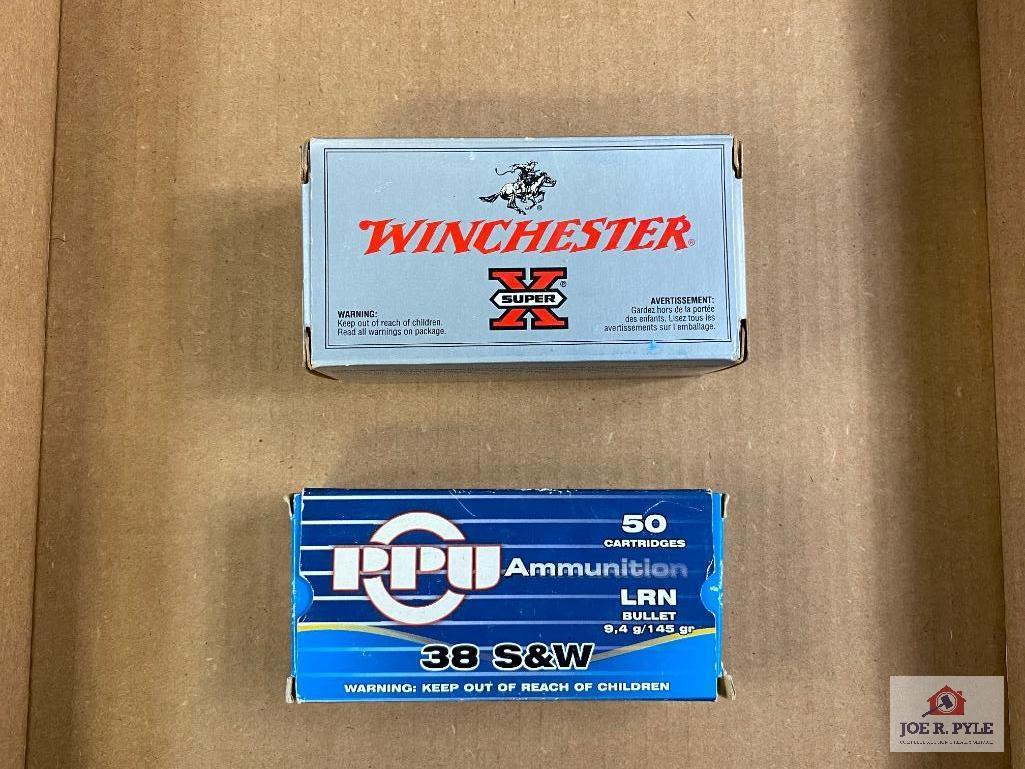 WINCHESTER®
X ®
SUPER
WARNING:
Keep out of reach of children.
Read all warnings on package.
AVERTISSEMENT:
Gardez hors de la portée
des enfants. Lisez tous les
avertissements sur l'emballage.
50
CARTRIDGES
PPU Ammunition
LRN
BULLET
9,4 g/145 gr
38 S&W
WARNING: KEEP OUT OF REACH OF CHILDREN
JOE R. PYLE